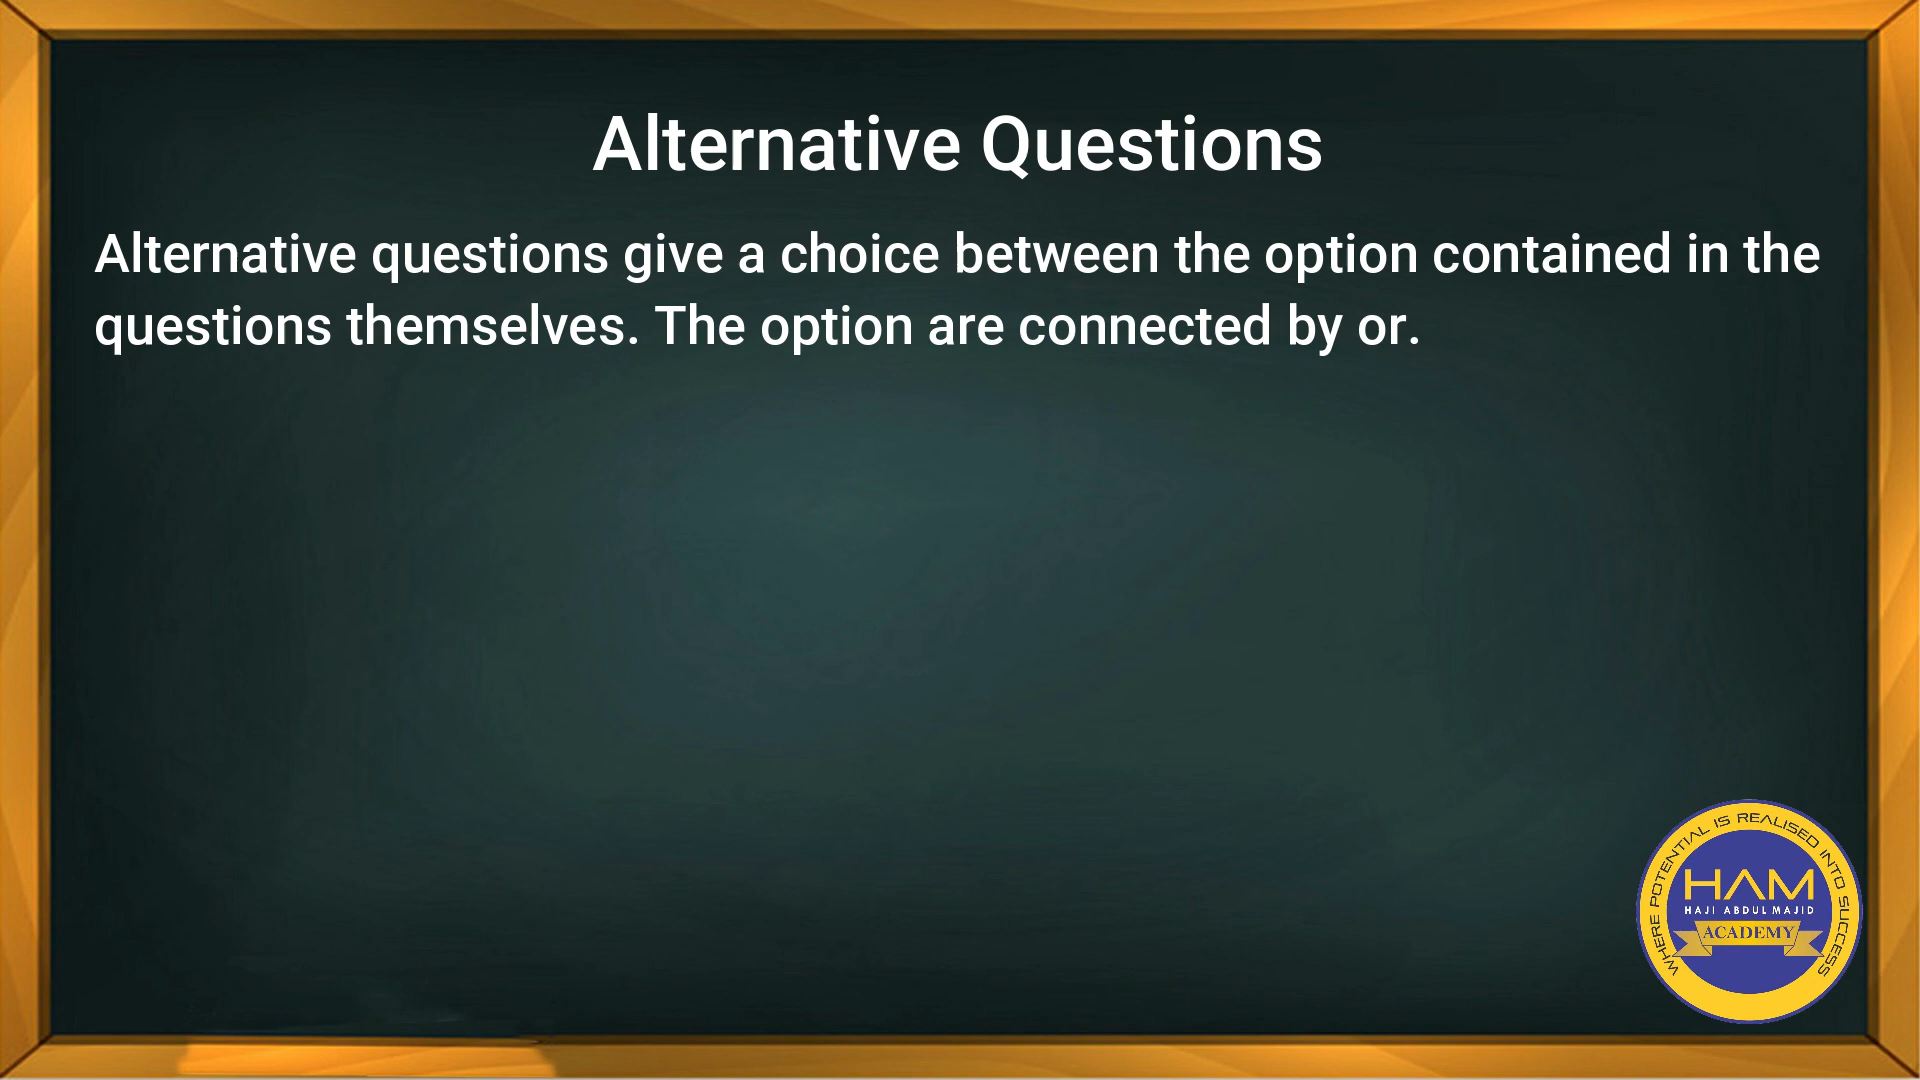 Alternative Questions
Alternative questions give a choice between the option contained in the
questions themselves. The option are connected by or.
WHERE POTENTIAL IS REALISED INTO SUCCESS
HAM
HAJI ABDUL MAJID
ACADEMY